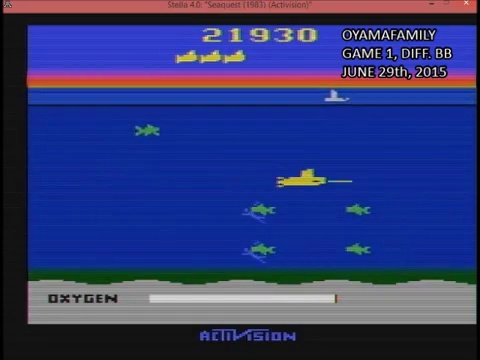 Stella 4.0: "Seaquest (1983) (Activision)"
21930
OYAMAFAMILY
GAME 1, DIFF. BB
JUNE 29th, 2015
OXYGEN
ACTIVISION